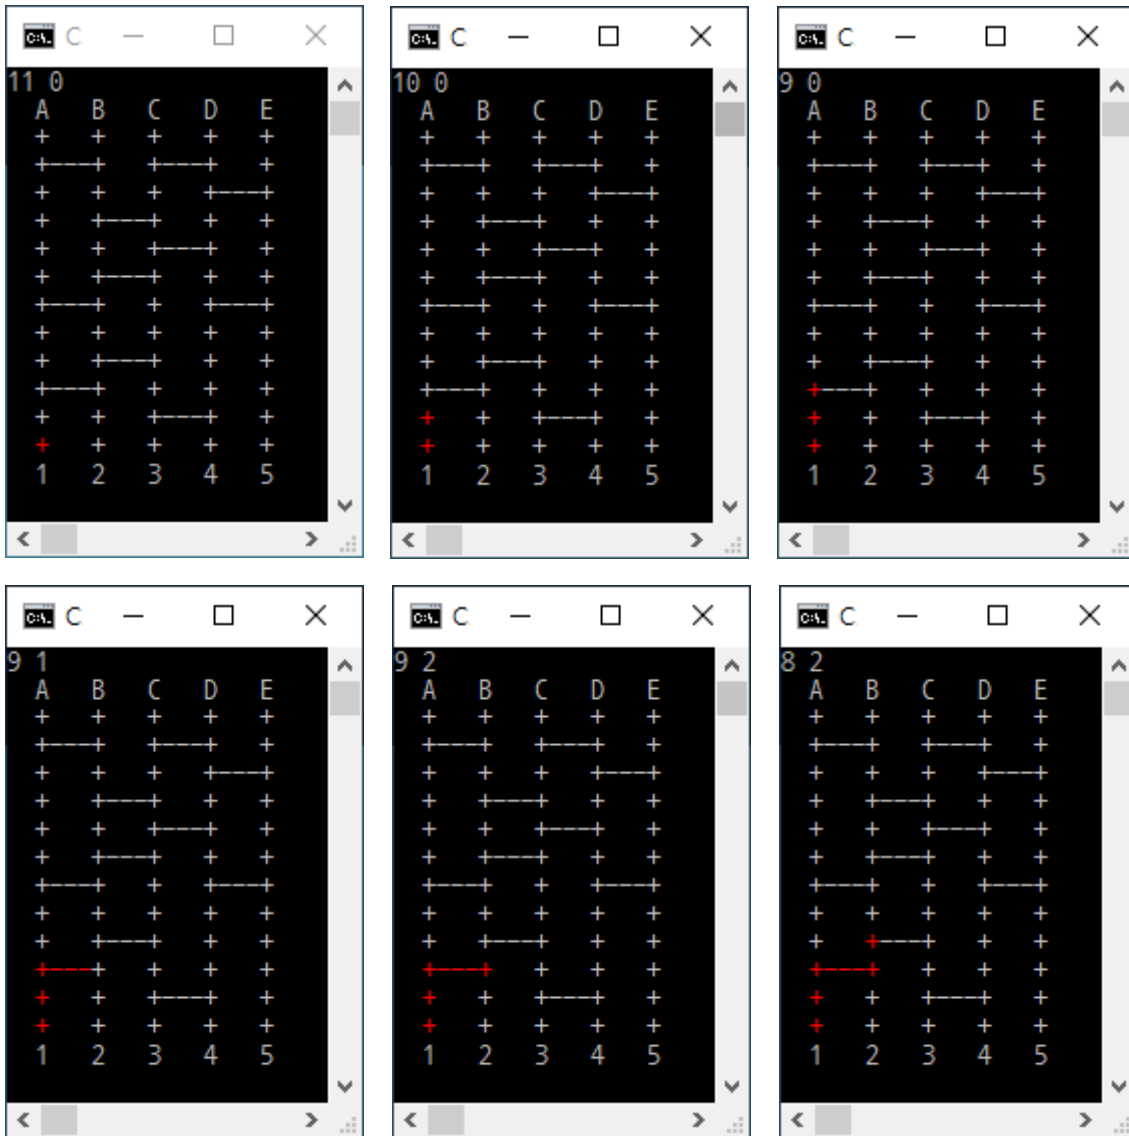 C:\_ C
11 0
A   B   C   D   E
+   +   +   +   +
+---+   +---+   +
+   +   +   +---+
+   +---+   +   +
+   +   +---+   +
+   +---+   +   +
+---+   +   +---+
+   +   +   +   +
+   +---+   +   +
+---+   +   +   +
+   +   +---+   +
+   +   +   +   +
1   2   3   4   5
C:\_ C
10 0
A   B   C   D   E
+   +   +   +   +
+---+   +---+   +
+   +   +   +---+
+   +---+   +   +
+   +   +---+   +
+   +---+   +   +
+---+   +   +---+
+   +   +   +   +
+   +---+   +   +
+---+   +   +   +
+   +   +---+   +
+   +   +   +   +
1   2   3   4   5
C:\_ C
9 0
A   B   C   D   E
+   +   +   +   +
+---+   +---+   +
+   +   +   +---+
+   +---+   +   +
+   +   +---+   +
+   +---+   +   +
+---+   +   +---+
+   +   +   +   +
+   +---+   +   +
+---+   +   +   +
+   +   +---+   +
+   +   +   +   +
1   2   3   4   5
C:\_ C
9 1
A   B   C   D   E
+   +   +   +   +
+---+   +---+   +
+   +   +   +---+
+   +---+   +   +
+   +   +---+   +
+   +---+   +   +
+---+   +   +---+
+   +   +   +   +
+   +---+   +   +
+---+   +   +   +
+   +   +---+   +
+   +   +   +   +
1   2   3   4   5
C:\_ C
9 2
A   B   C   D   E
+   +   +   +   +
+---+   +---+   +
+   +   +   +---+
+   +---+   +   +
+   +   +---+   +
+   +---+   +   +
+---+   +   +---+
+   +   +   +   +
+   +---+   +   +
+---+   +   +   +
+   +   +---+   +
+   +   +   +   +
1   2   3   4   5
C:\_ C
8 2
A   B   C   D   E
+   +   +   +   +
+---+   +---+   +
+   +   +   +---+
+   +---+   +   +
+   +   +---+   +
+   +---+   +   +
+---+   +   +---+
+   +   +   +   +
+   +---+   +   +
+---+   +   +   +
+   +   +---+   +
+   +   +   +   +
1   2   3   4   5